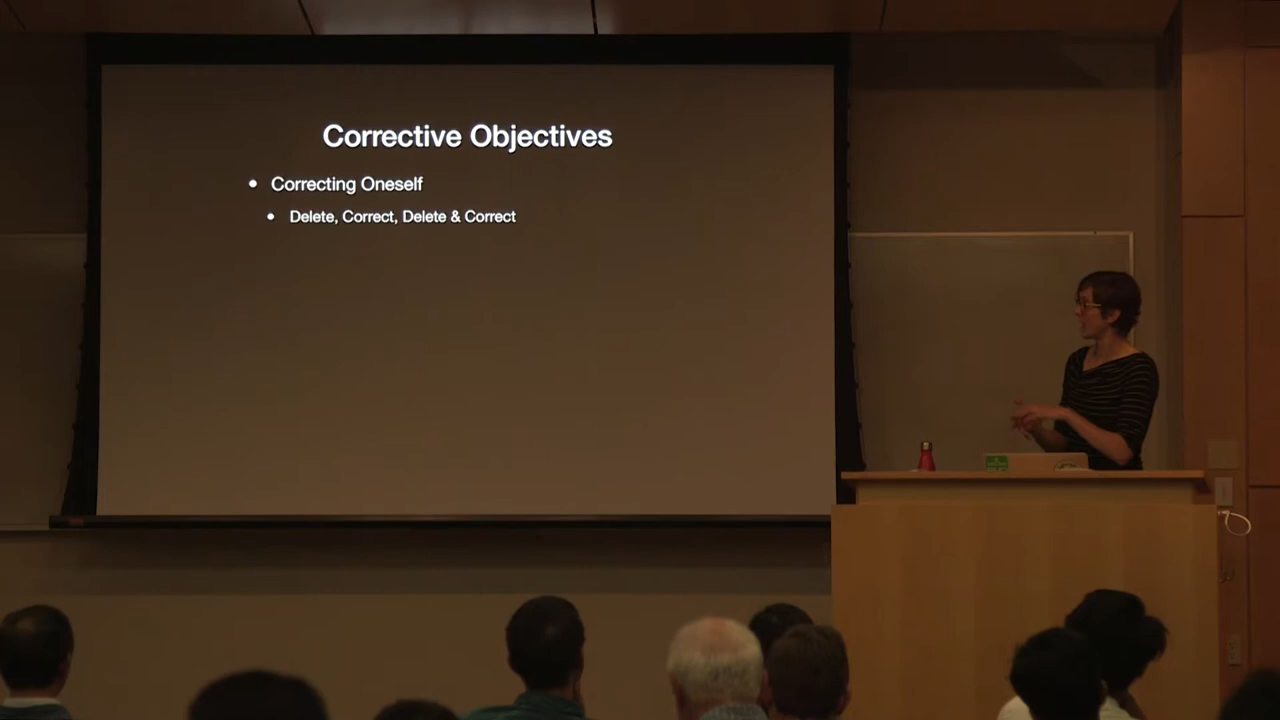 Corrective Objectives
• Correcting Oneself
• Delete, Correct, Delete & Correct